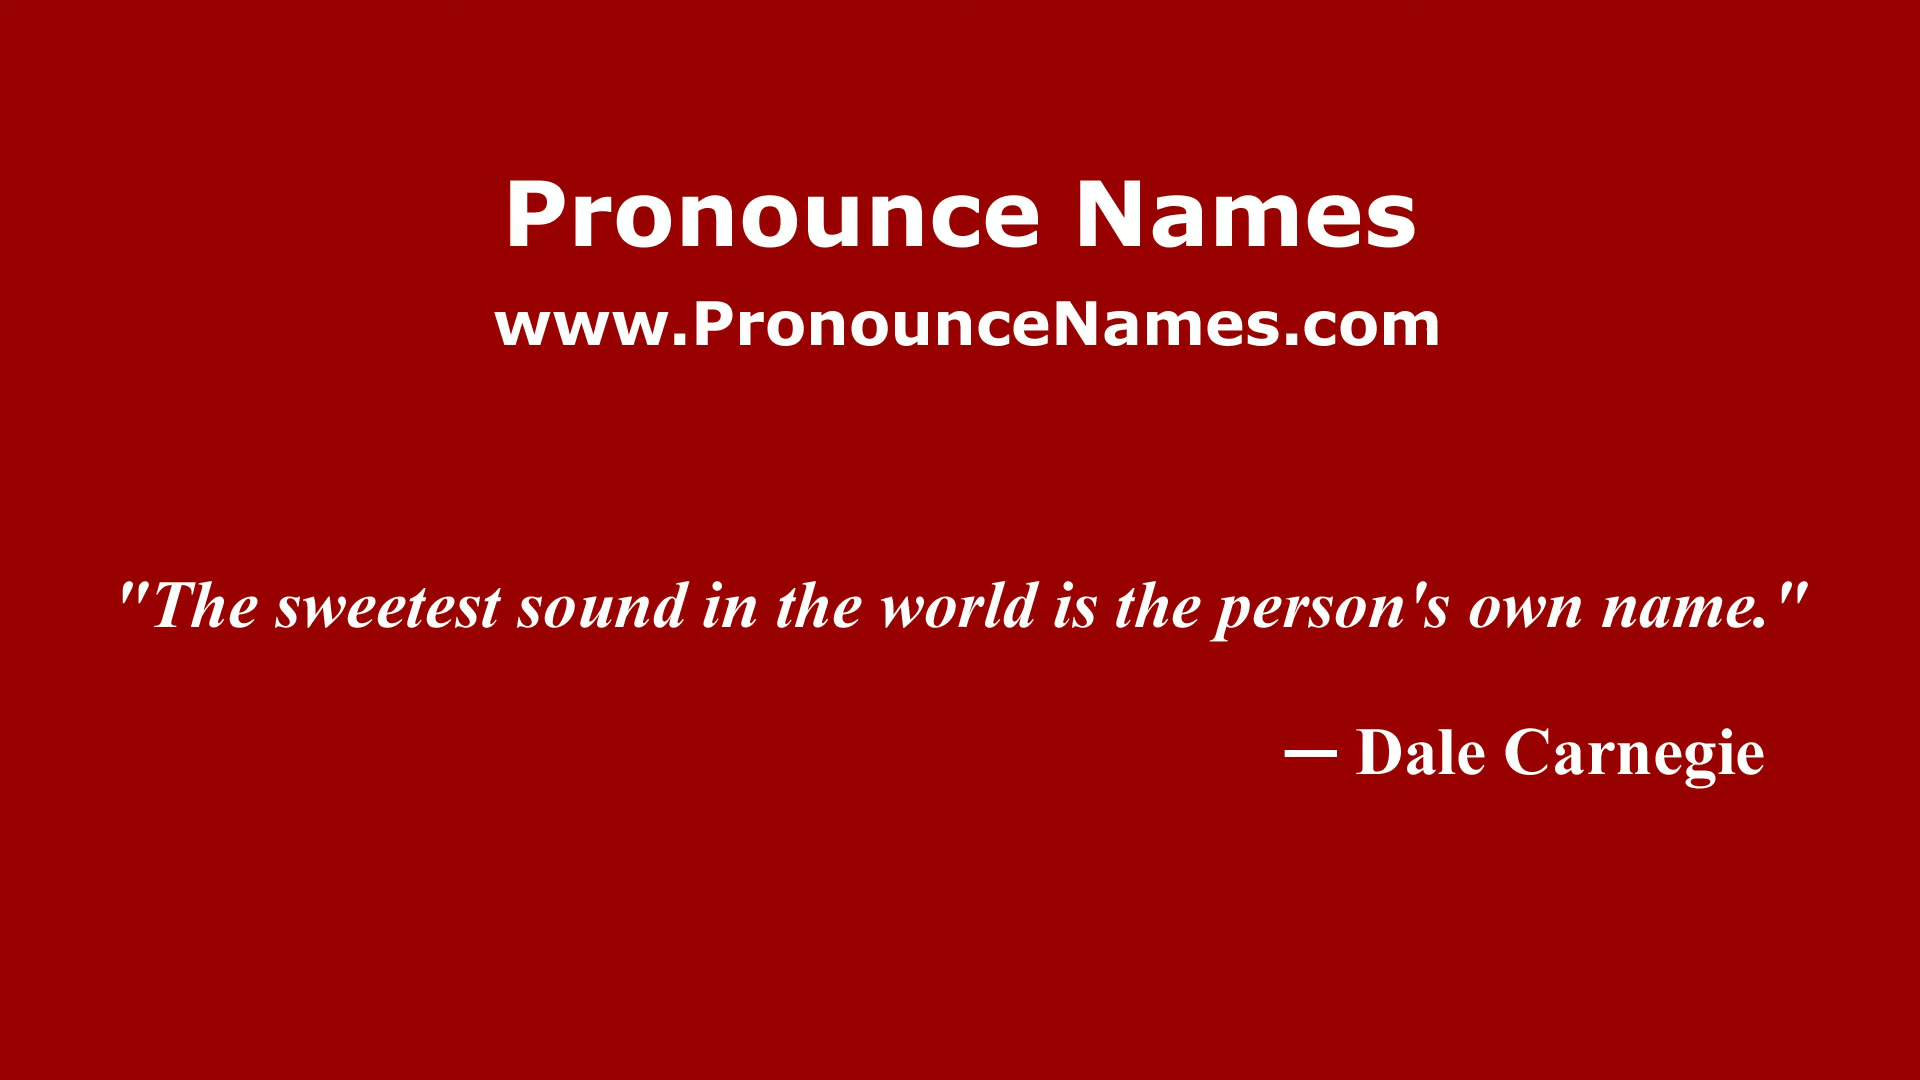 Pronounce Names
www.PronounceNames.com
"The sweetest sound in the world is the person's own name."
— Dale Carnegie